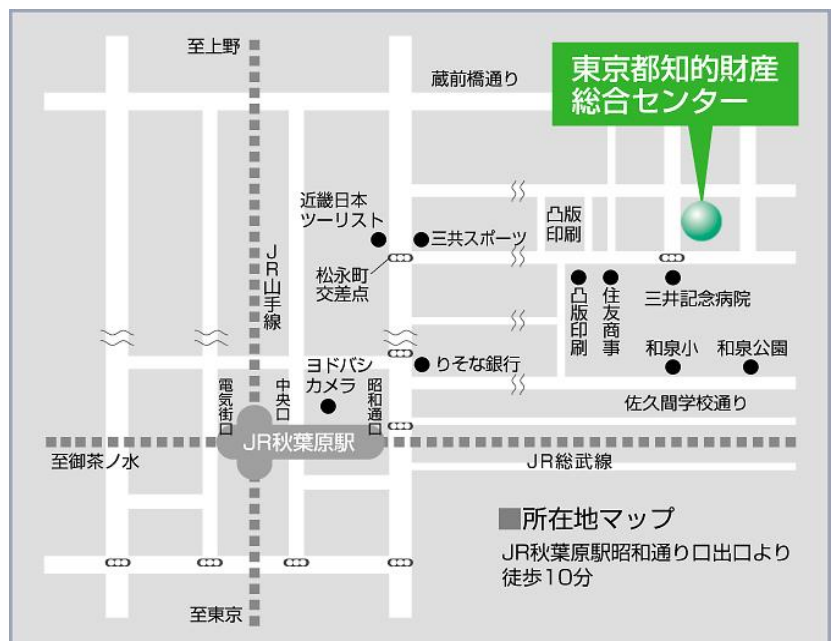 至上野
蔵前橋通り
東京都知的財産
総合センター
近畿日本
ツーリスト
三共スポーツ
凸版
印刷
JR山手線
松永町
交差点
凸版印刷
住友商事
三井記念病院
ヨドバシ
カメラ
りそな銀行
和泉小
和泉公園
電気街口
中央口
昭和通口
佐久間学校通り
JR秋葉原駅
至御茶ノ水
JR総武線
■所在地マップ
JR秋葉原駅昭和通り口出口より
徒歩10分
至東京